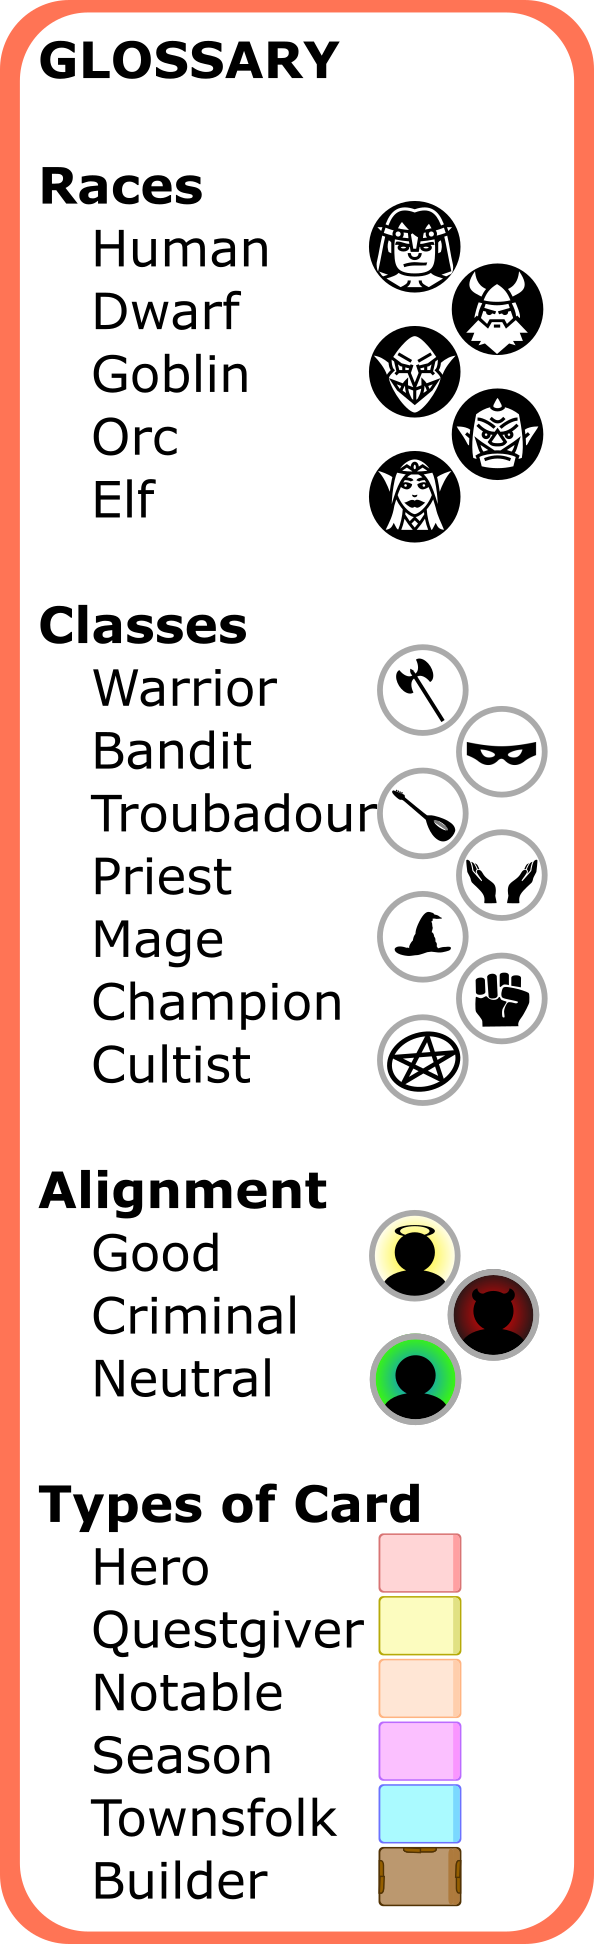 GLOSSARY
Races
Human
Dwarf
Goblin
Orc
Elf
Classes
Warrior
Bandit
Troubadour
Priest
Mage
Champion
Cultist
Alignment
Good
Criminal
Neutral
Types of Card
Hero
Questgiver
Notable
Season
Townsfolk
Builder